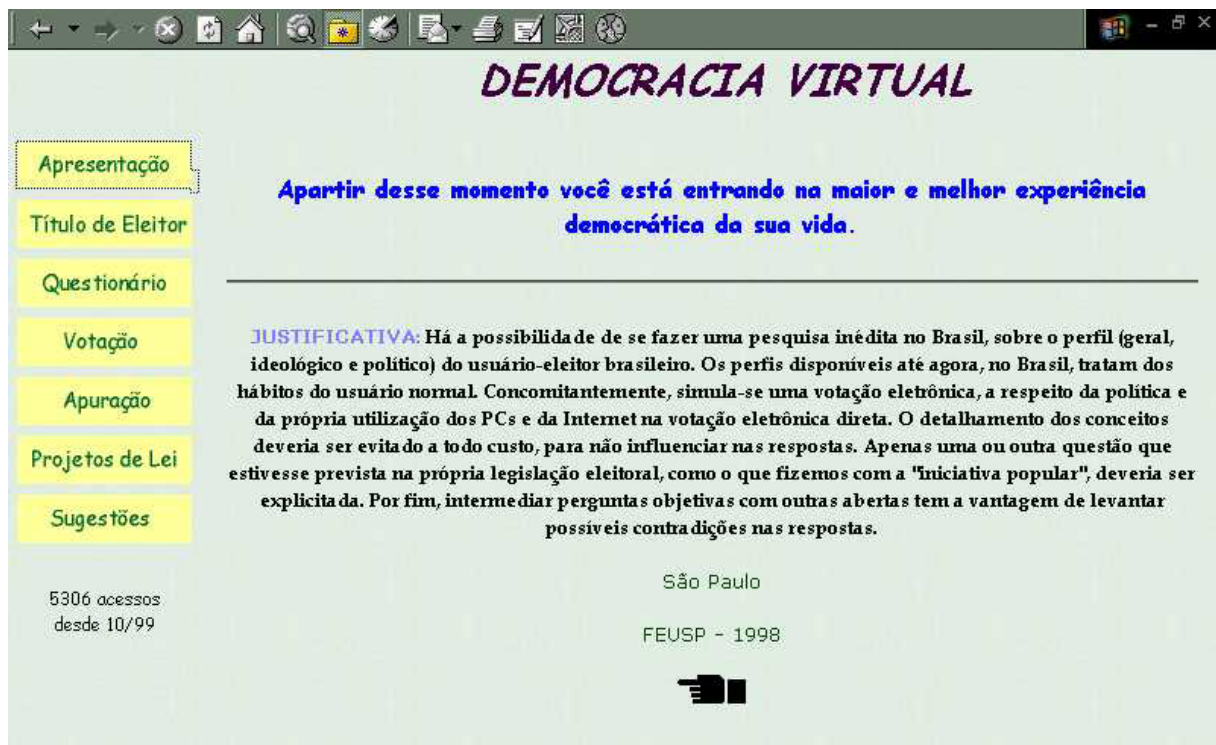 DEMOCRACIA VIRTUAL
Apresentação
Título de Eleitor
Questionário
Votação
Apuração
Projetos de Lei
Sugestões
5306 acessos
desde 10/99
Apartir desse momento você está entrando na maior e melhor experiência
democrática da sua vida.
JUSTIFICATIVA: Há a possibilidade de se fazer uma pesquisa inédita no Brasil, sobre o perfil (geral,
ideológico e político) do usuário-eleitor brasileiro. Os perfis disponíveis até agora, no Brasil, tratam dos
hábitos do usuário normal. Concomitantemente, simula-se uma votação eletrônica, a respeito da política e
da própria utilização dos PCs e da Internet na votação eletrônica direta. O detalhamento dos conceitos
deveria ser evitado a todo custo, para não influenciar nas respostas. Apenas uma ou outra questão que
estivesse prevista na própria legislação eleitoral, como o que fizemos com a "iniciativa popular", deveria ser
explicitada. Por fim, intermediar perguntas objetivas com outras abertas tem a vantagem de levantar
possíveis contradições nas respostas.
São Paulo
FEUSP - 1998